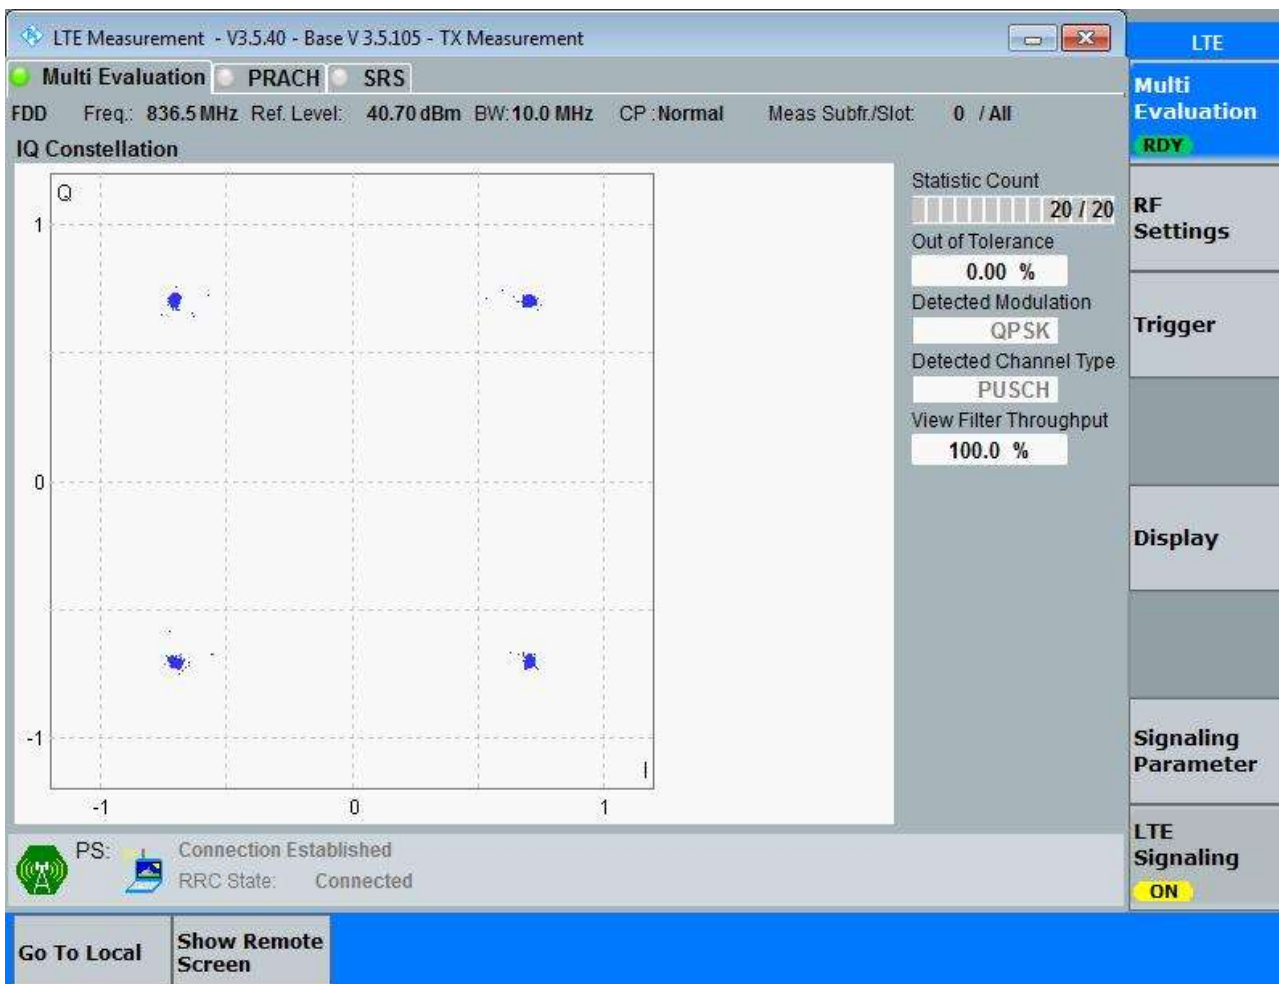 LTE Measurement - V3.5.40 - Base V 3.5.105 - TX Measurement
Multi Evaluation PRACH SRS
FDD Freq.: 836.5 MHz Ref. Level: 40.70 dBm BW: 10.0 MHz CP : Normal Meas Subfr./Slot: 0 / All
IQ Constellation
Q
1
0
-1
I
-1 0 1
Statistic Count
20 / 20
Out of Tolerance
0.00 %
Detected Modulation
QPSK
Detected Channel Type
PUSCH
View Filter Throughput
100.0 %
PS: Connection Established
RRC State: Connected
LTE
Multi
Evaluation
RDY
RF
Settings
Trigger
Display
Signaling
Parameter
LTE
Signaling
ON
Go To Local
Show Remote
Screen